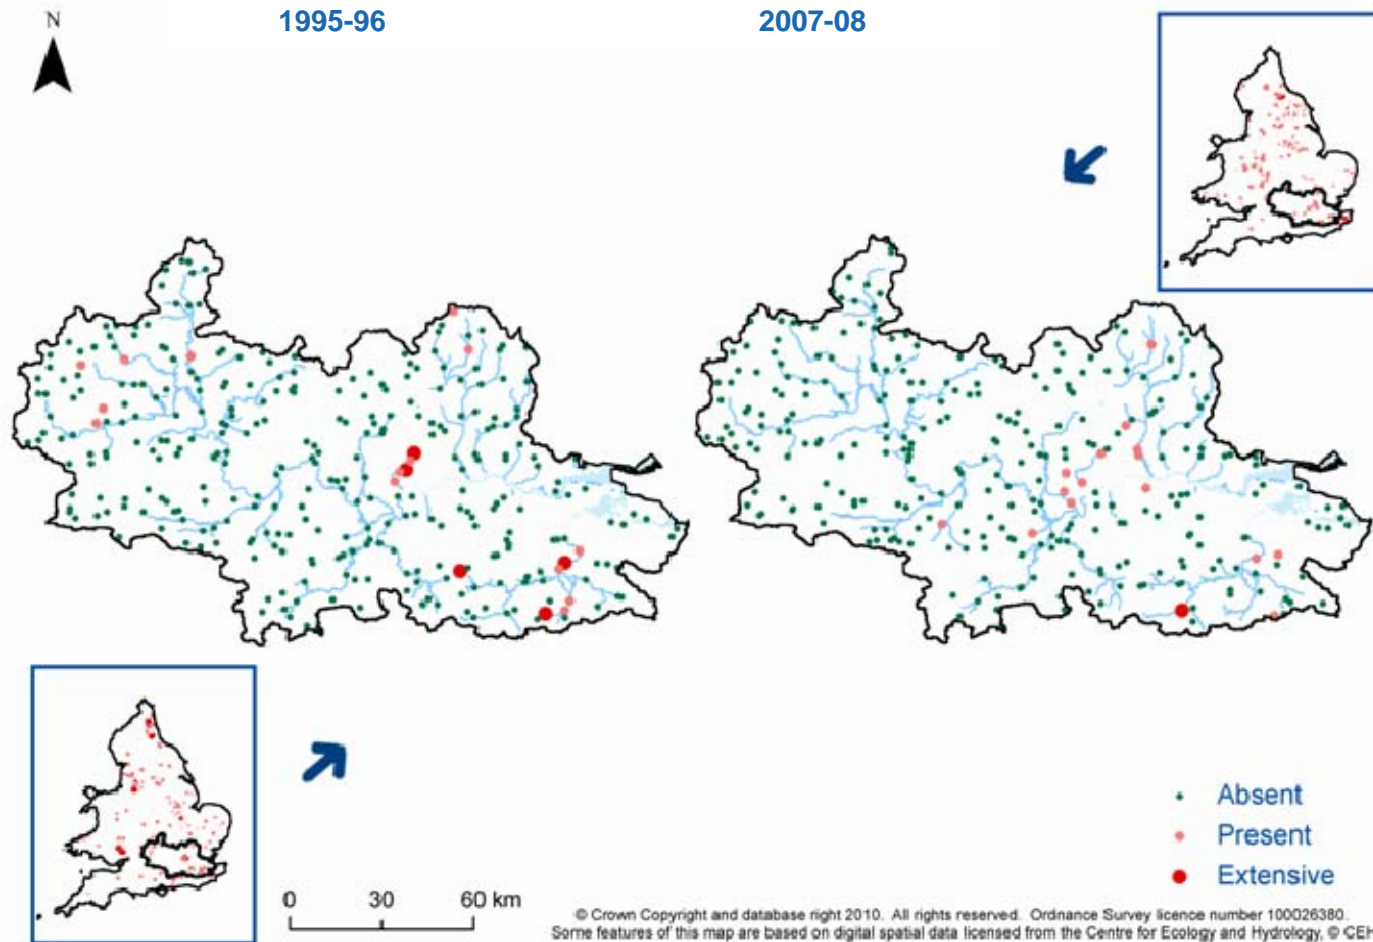 N
1995-96
2007-08
Absent
Present
Extensive
0 30 60 km
© Crown Copyright and database right 2010. All rights reserved. Ordnance Survey licence number 100026380.
Some features of this map are based on digital spatial data licensed from the Centre for Ecology and Hydrology, © CEH